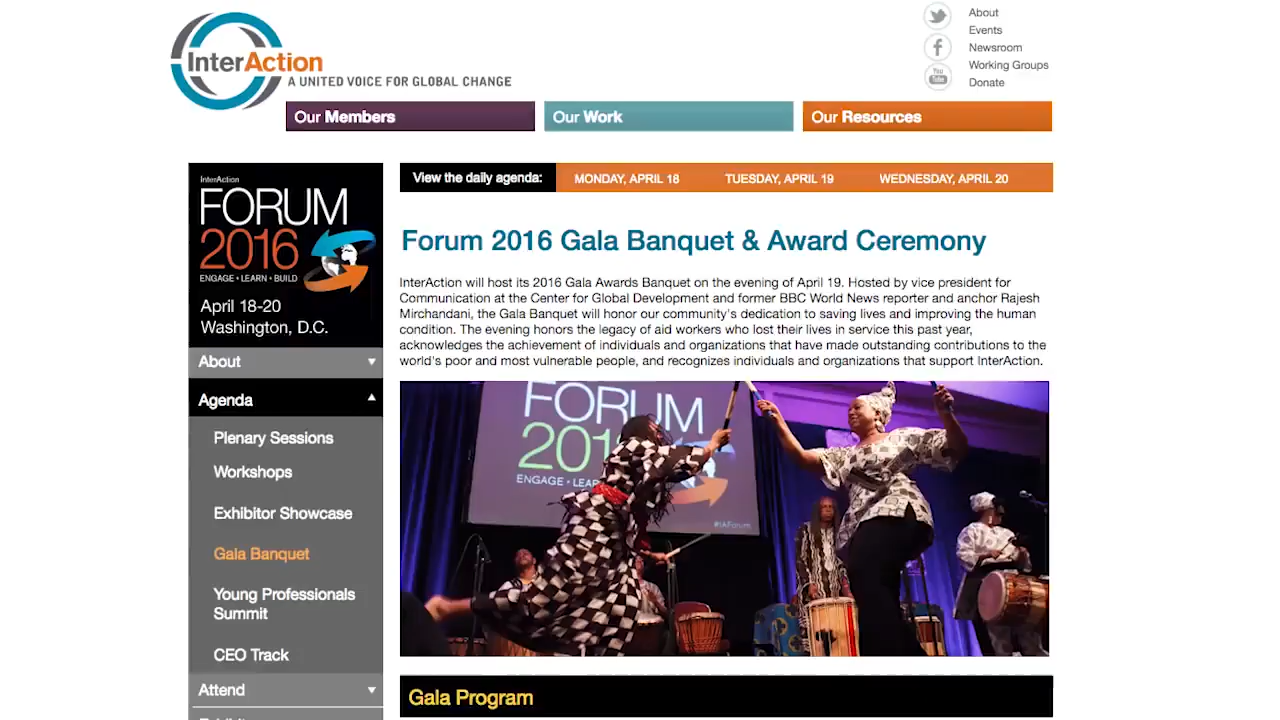 InterAction
A UNITED VOICE FOR GLOBAL CHANGE
You Tube
About
Events
Newsroom
Working Groups
Donate
Our Members
Our Work
Our Resources
InterAction
FORUM
2016
ENGAGE • LEARN • BUILD
April 18-20
Washington, D.C.
About
Agenda
Plenary Sessions
Workshops
Exhibitor Showcase
Gala Banquet
Young Professionals
Summit
CEO Track
Attend
View the daily agenda:
MONDAY, APRIL 18
TUESDAY, APRIL 19
WEDNESDAY, APRIL 20
Forum 2016 Gala Banquet & Award Ceremony
InterAction will host its 2016 Gala Awards Banquet on the evening of April 19. Hosted by vice president for
Communication at the Center for Global Development and former BBC World News reporter and anchor Rajesh
Mirchandani, the Gala Banquet will honor our community's dedication to saving lives and improving the human
condition. The evening honors the legacy of aid workers who lost their lives in service this past year,
acknowledges the achievement of individuals and organizations that have made outstanding contributions to the
world's poor and most vulnerable people, and recognizes individuals and organizations that support InterAction.
FORUM
201
ENGAGE • LEAR
#IAForum
Gala Program